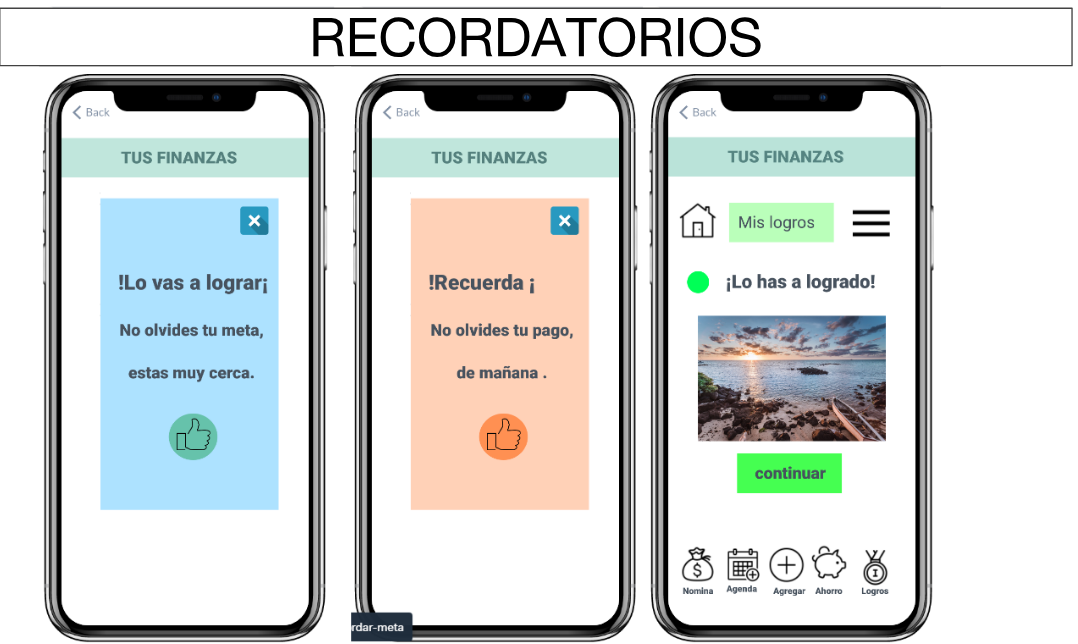 RECORDATORIOS
Back
TUS FINANZAS
!Lo vas a lograr¡
No olvides tu meta,
estas muy cerca.
Back
TUS FINANZAS
!Recuerda ¡
No olvides tu pago,
de mañana .
rdar-meta
Back
TUS FINANZAS
Mis logros
¡Lo has a logrado!
continuar
Nomina
Agenda
Agregar
Ahorro
Logros